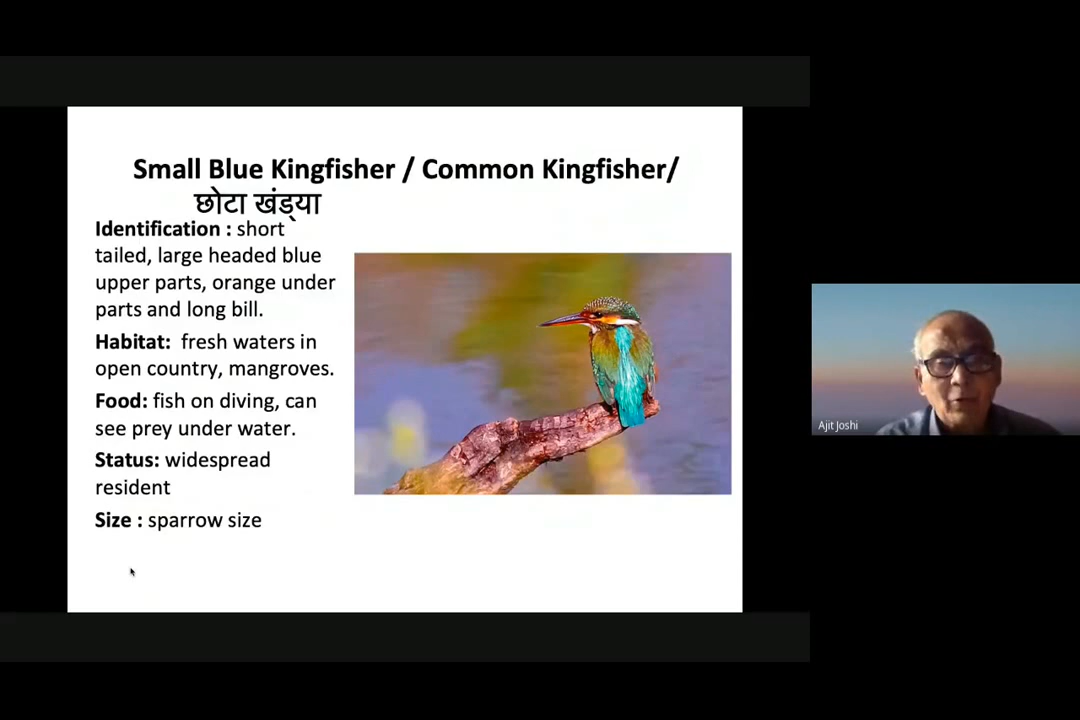 Small Blue Kingfisher / Common Kingfisher/
छोटा खंड्या
Identification : short
tailed, large headed blue
upper parts, orange under
parts and long bill.
Habitat: fresh waters in
open country, mangroves.
Food: fish on diving, can
see prey under water.
Status: widespread
resident
Size : sparrow size
Ajit Joshi